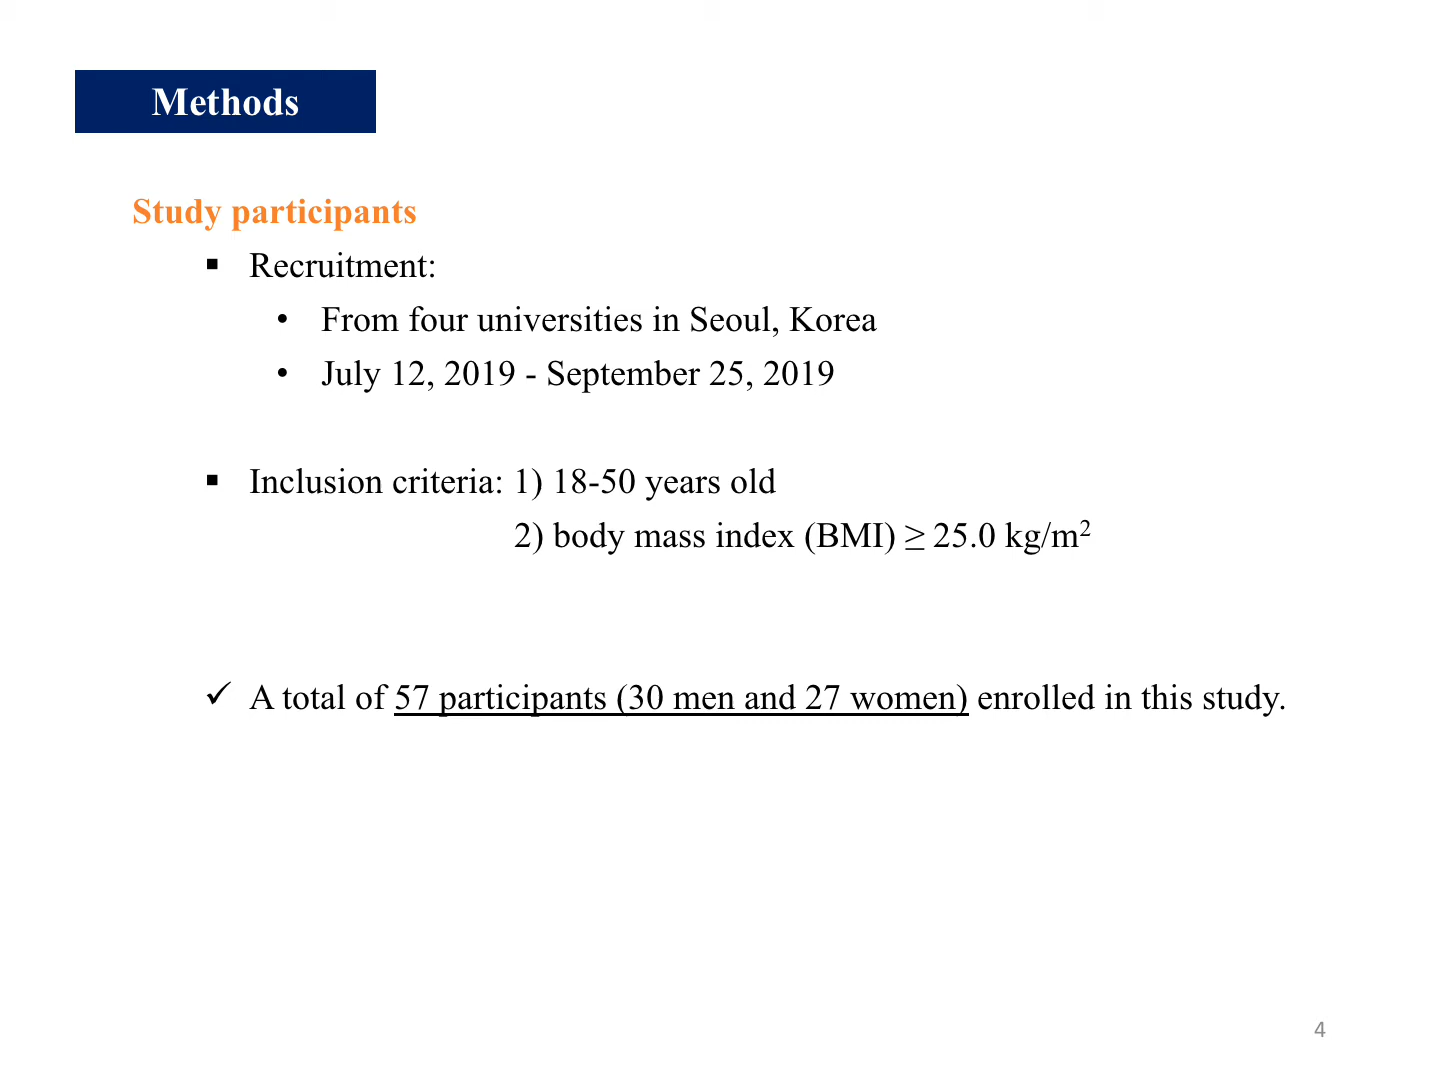 Methods
Study participants
▪ Recruitment:
• From four universities in Seoul, Korea
• July 12, 2019 - September 25, 2019
▪ Inclusion criteria: 1) 18-50 years old
2) body mass index (BMI) ≥ 25.0 kg/m²
✓ A total of 57 participants (30 men and 27 women) enrolled in this study.
4